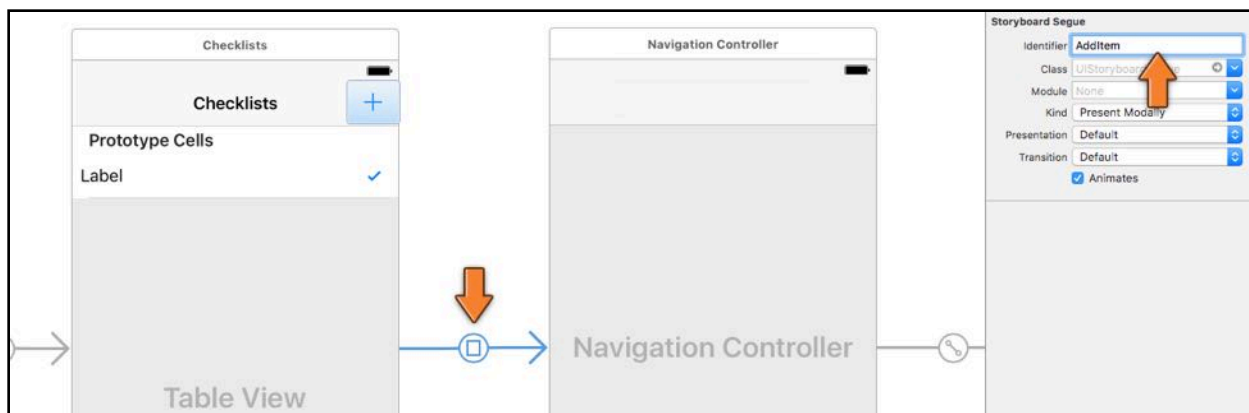 Checklists
Checklists
+
Prototype Cells
Label
Table View
Navigation Controller
Navigation Controller
Storyboard Segue
Identifier AddItem
Class
Module None
Kind Present Modally
Presentation Default
Transition Default
Animates